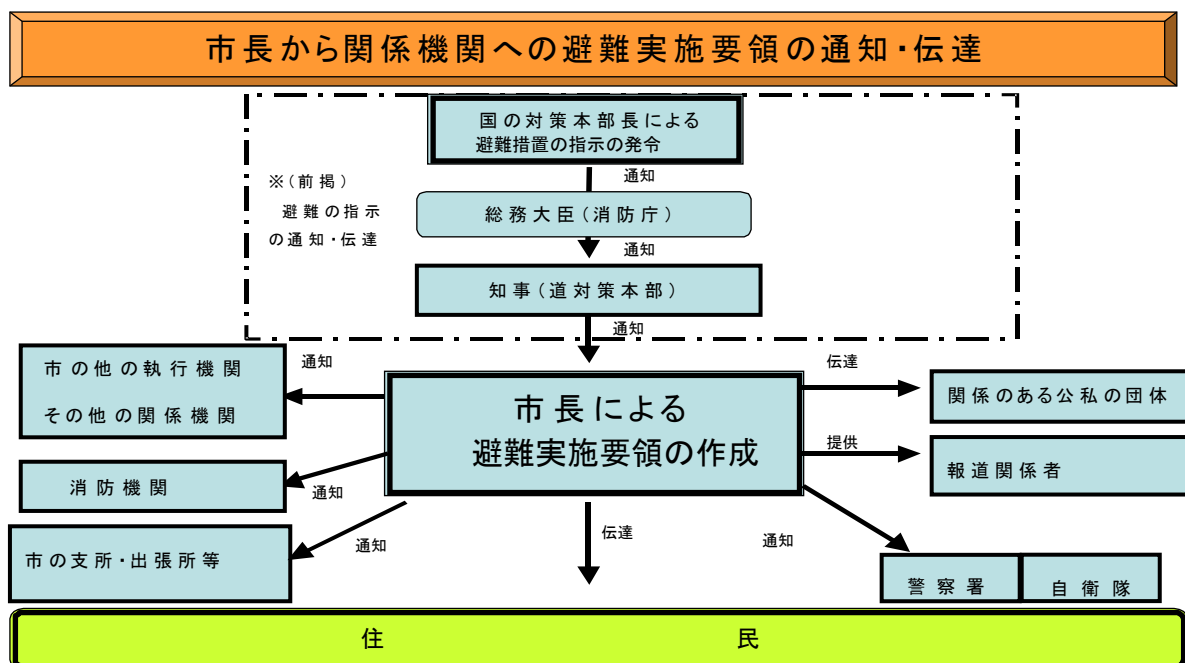 市長から関係機関への避難実施要領の通知・伝達
国の対策本部長による
避難措置の指示の発令
通知
※(前掲)
避難の指示
の通知・伝達
総務大臣(消防庁)
通知
知事(道対策本部)
通知
市の他の執行機関
その他の関係機関
通知
市長による
避難実施要領の作成
伝達
関係のある公私の団体
提供
報道関係者
消防機関
通知
市の支所・出張所等
通知
伝達
通知
警察署
自衛隊
住民